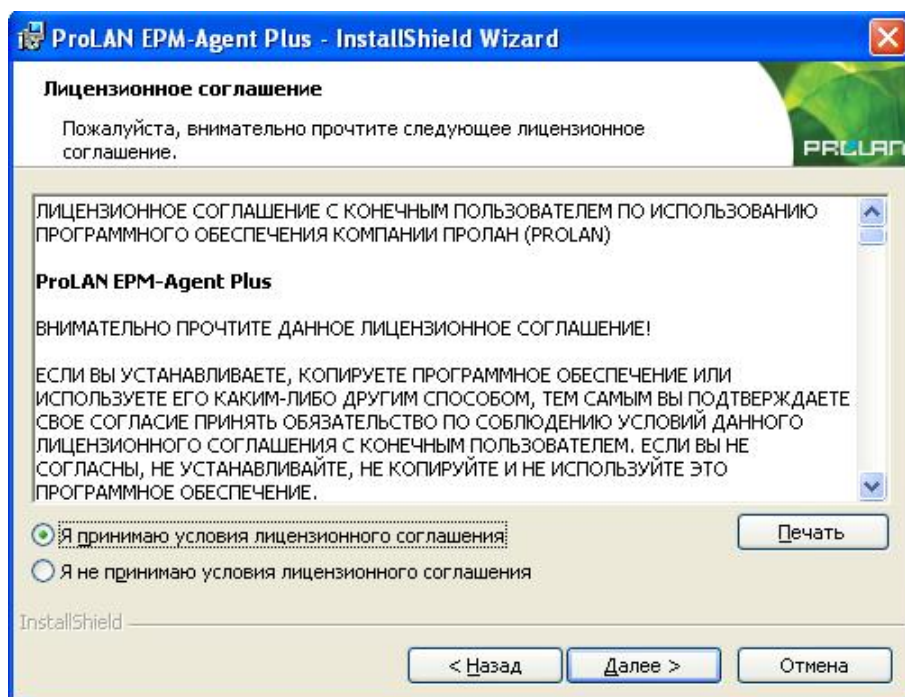 ProLAN EPM-Agent Plus - InstallShield Wizard
Лицензионное соглашение
Пожалуйста, внимательно прочтите следующее лицензионное
соглашение.
PROLAN
ЛИЦЕНЗИОННОЕ СОГЛАШЕНИЕ С КОНЕЧНЫМ ПОЛЬЗОВАТЕЛЕМ ПО ИСПОЛЬЗОВАНИЮ
ПРОГРАММНОГО ОБЕСПЕЧЕНИЯ КОМПАНИИ ПРОЛАН (PROLAN)
ProLAN EPM-Agent Plus
ВНИМАТЕЛЬНО ПРОЧТИТЕ ДАННОЕ ЛИЦЕНЗИОННОЕ СОГЛАШЕНИЕ!
ЕСЛИ ВЫ УСТАНАВЛИВАЕТЕ, КОПИРУЕТЕ ПРОГРАММНОЕ ОБЕСПЕЧЕНИЕ ИЛИ
ИСПОЛЬЗУЕТЕ ЕГО КАКИМ-ЛИБО ДРУГИМ СПОСОБОМ, ТЕМ САМЫМ ВЫ ПОДТВЕРЖДАЕТЕ
СВОЕ СОГЛАСИЕ ПРИНЯТЬ ОБЯЗАТЕЛЬСТВО ПО СОБЛЮДЕНИЮ УСЛОВИЙ ДАННОГО
ЛИЦЕНЗИОННОГО СОГЛАШЕНИЯ С КОНЕЧНЫМ ПОЛЬЗОВАТЕЛЕМ. ЕСЛИ ВЫ НЕ
СОГЛАСНЫ, НЕ УСТАНАВЛИВАЙТЕ, НЕ КОПИРУЙТЕ И НЕ ИСПОЛЬЗУЙТЕ ЭТО
ПРОГРАММНОЕ ОБЕСПЕЧЕНИЕ.
Я принимаю условия лицензионного соглашения
Печать
Я не принимаю условия лицензионного соглашения
InstallShield
< Назад
Далее >
Отмена